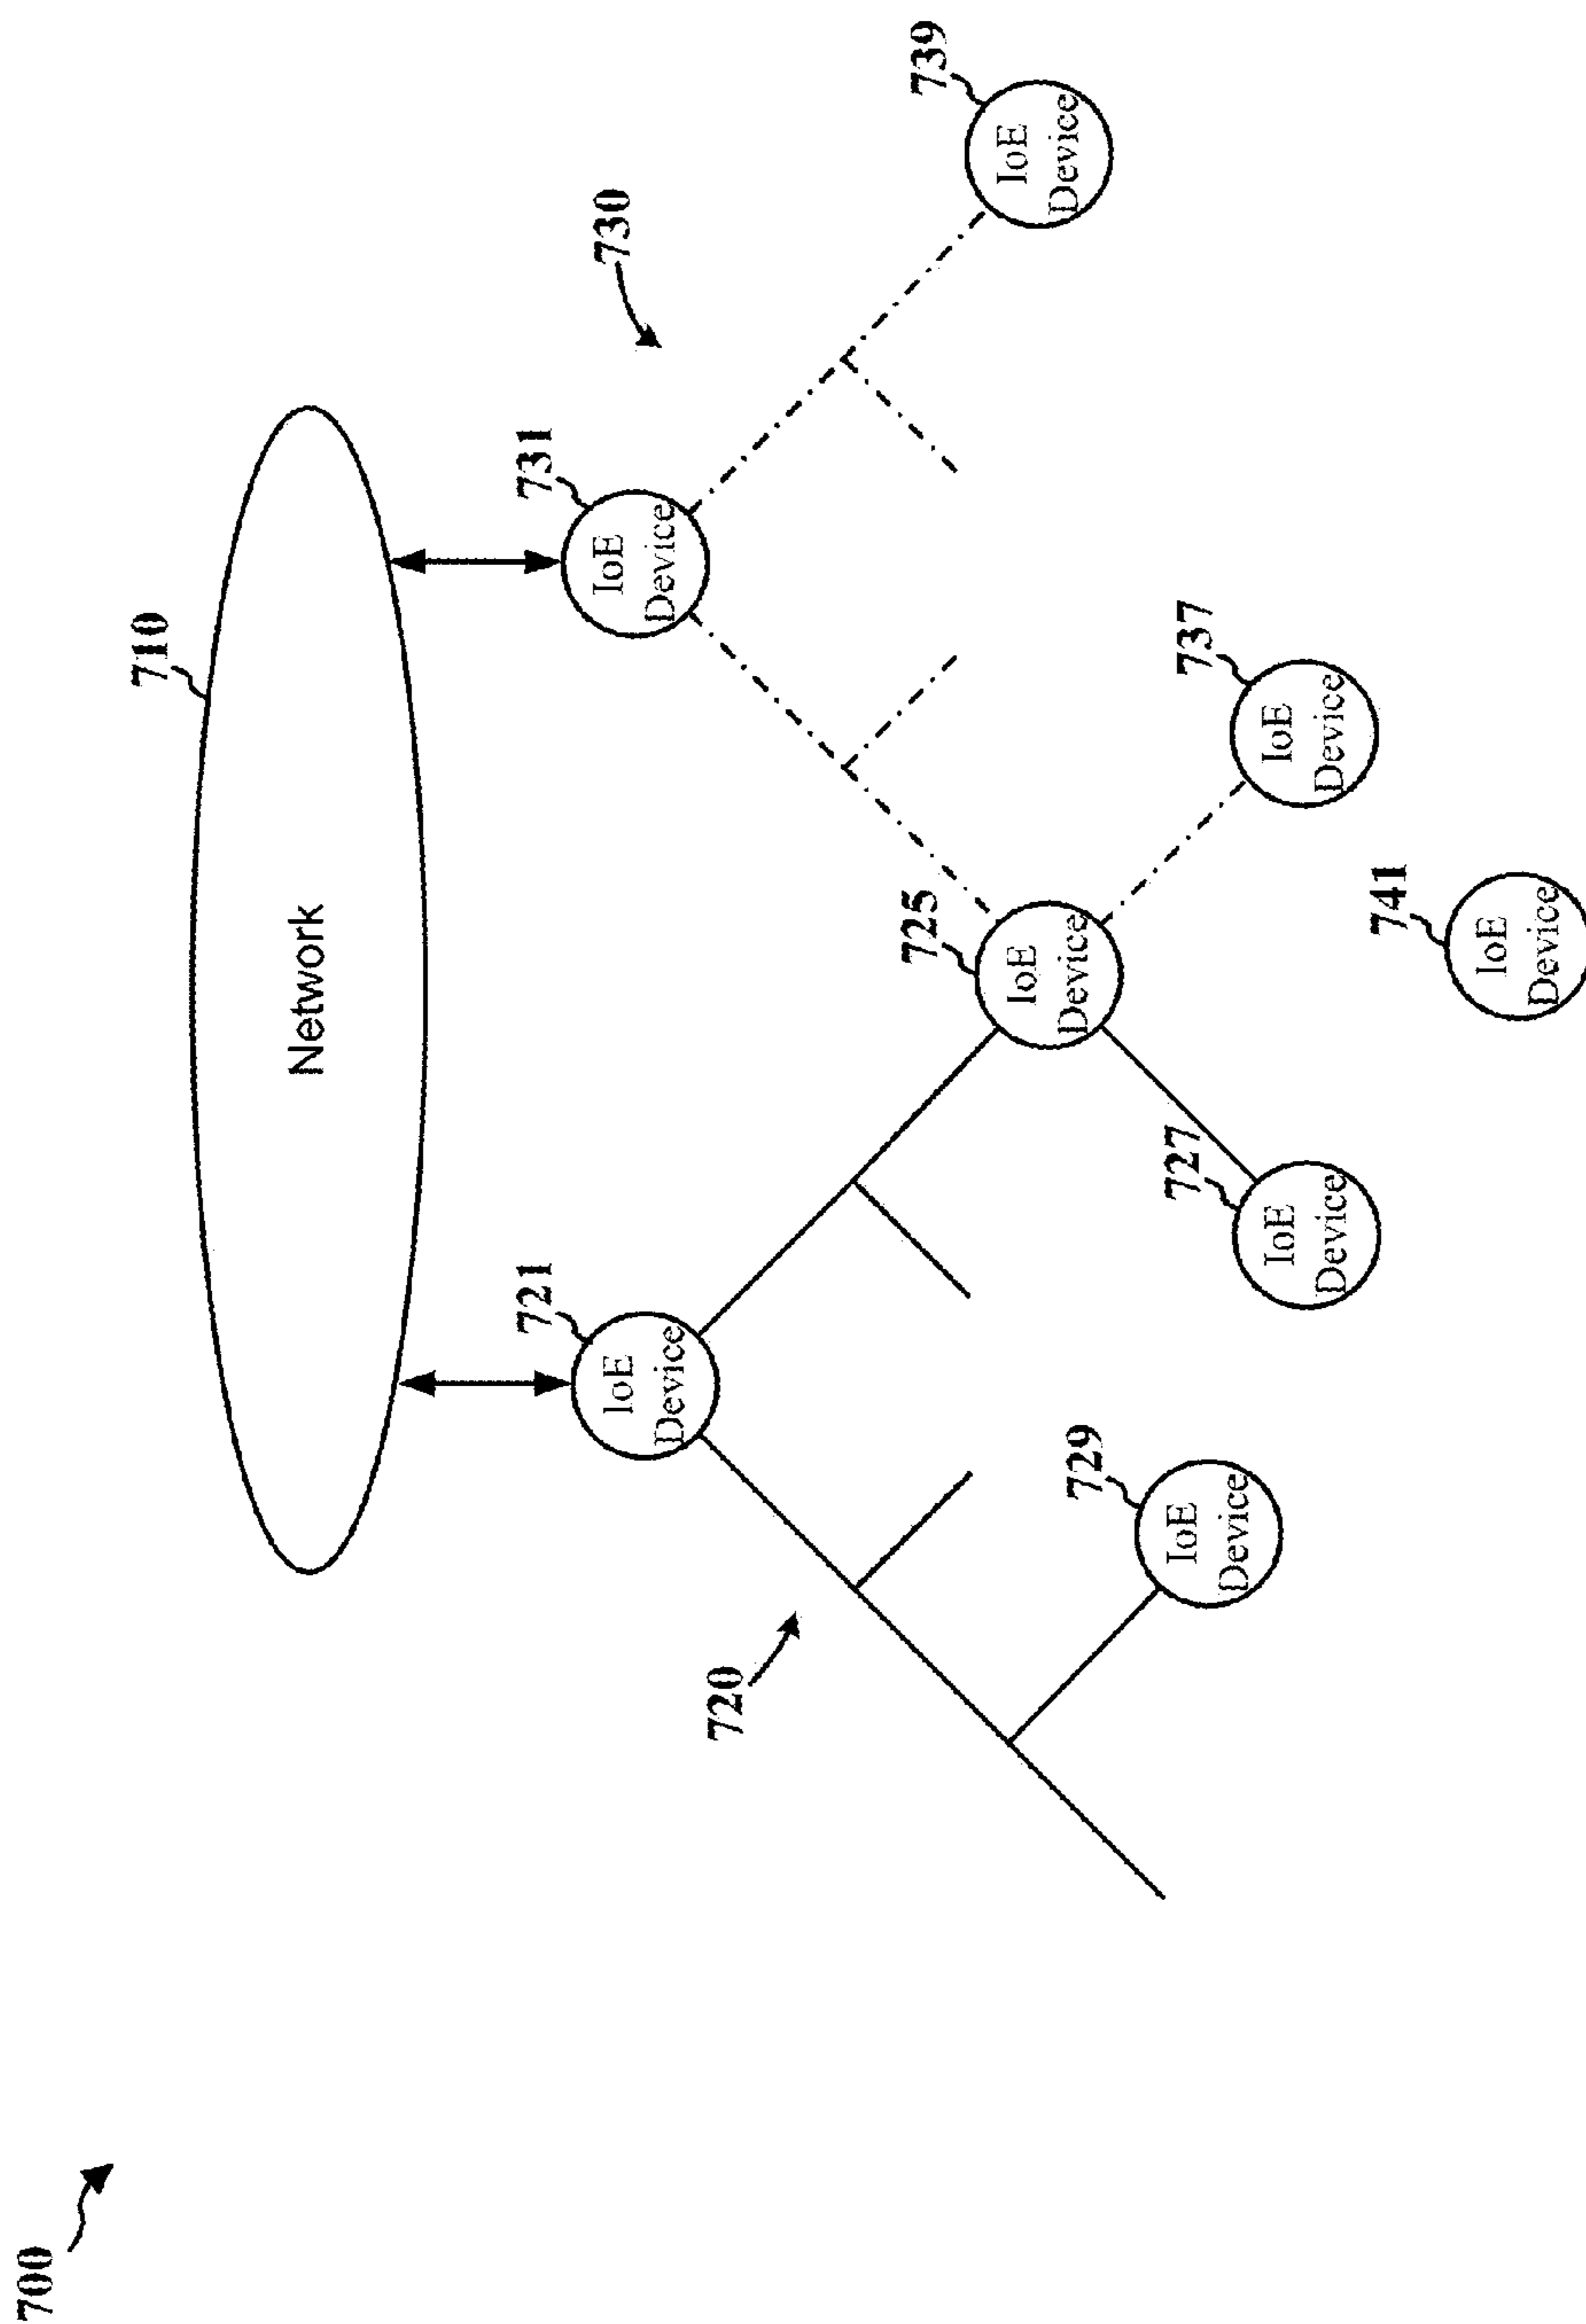 700
710
Network
721
IoE
Device
731
IoE
Device
730
720
725
IoE
Device
739
IoE
Device
729
IoE
Device
727
IoE
Device
737
IoE
Device
741
IoE
Device